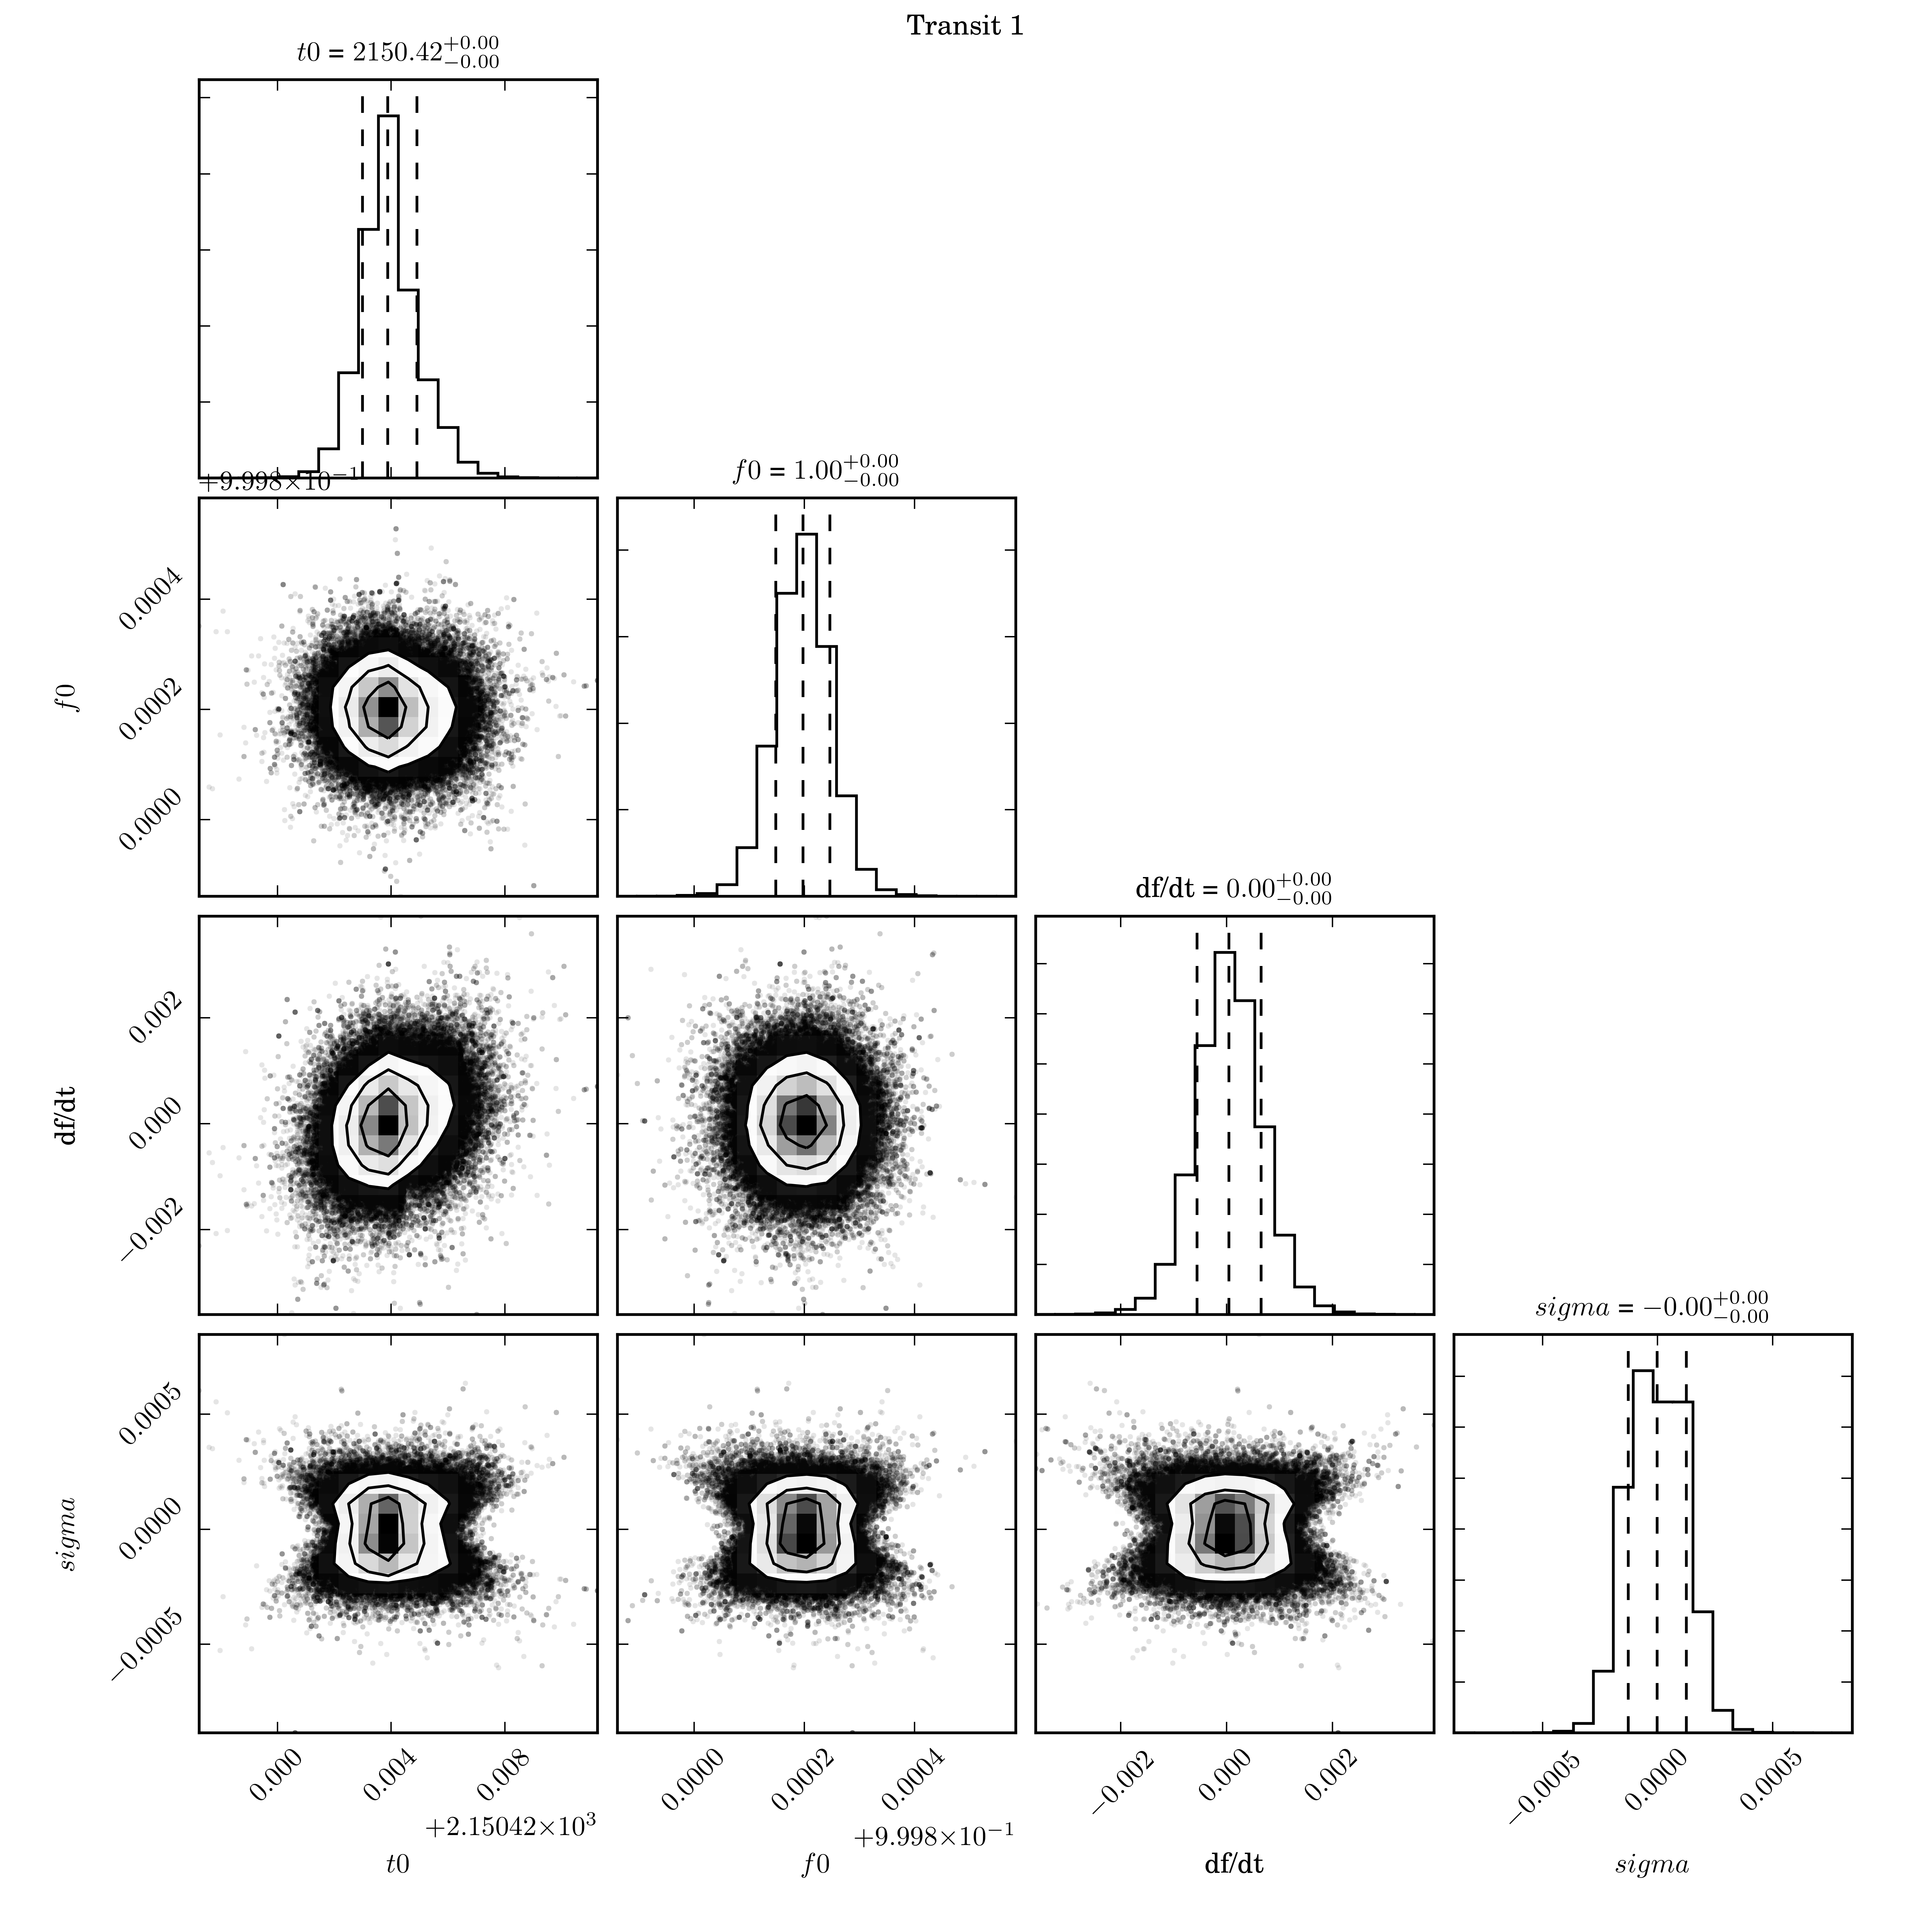 Transit 1
t0 = 2150.42^{+0.00}_{-0.00}
+9.998×10^{-1}
f0 = 1.00^{+0.00}_{-0.00}
0.0004
0.0002
0.0000
f0
df/dt = 0.00^{+0.00}_{-0.00}
0.002
0.000
−0.002
df/dt
sigma = −0.00^{+0.00}_{-0.00}
0.0005
0.0000
−0.0005
sigma
0.000 0.004 0.008 0.0000 0.0002 0.0004 −0.002 0.000 0.002 −0.0005 0.0000 0.0005
+2.15042×10^3 +9.998×10^{-1}
t0 f0 df/dt sigma